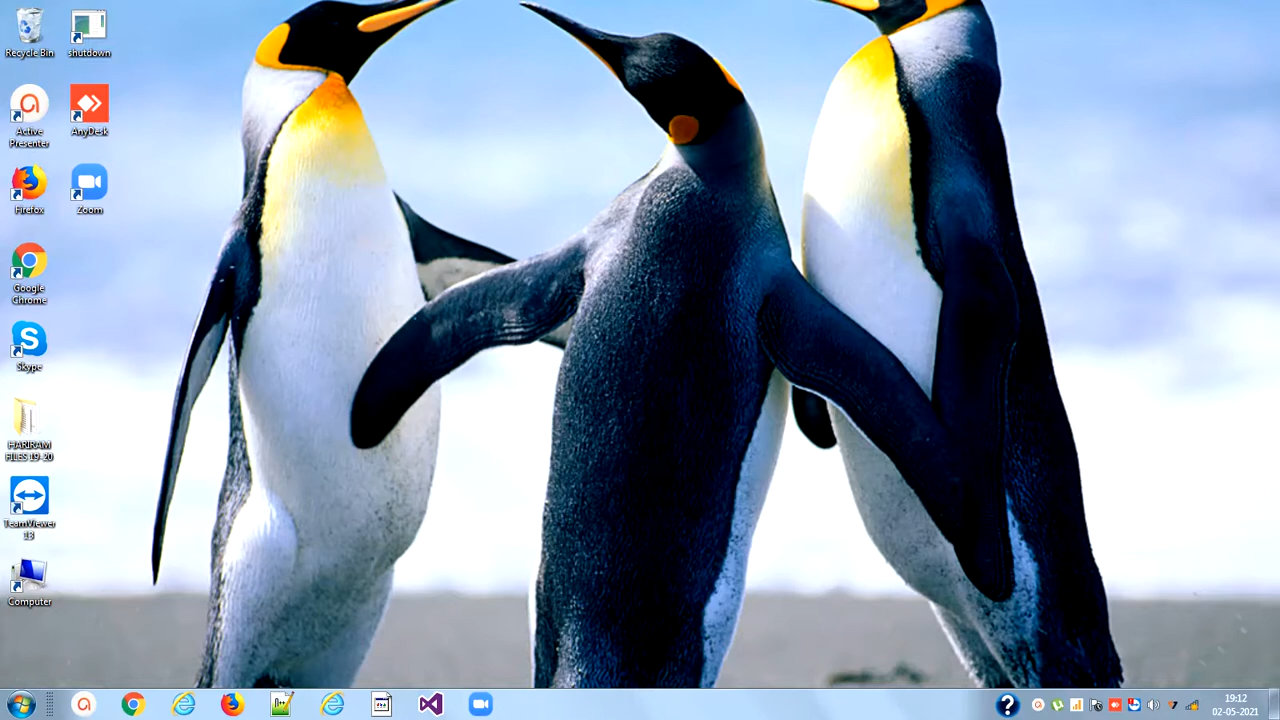 Recycle Bin
shutdown
Active
Presenter
AnyDesk
Firefox
Zoom
Google
Chrome
Skype
HARIRAM
FILES 19-20
TeamViewer
13
Computer
19:12
02-05-2021